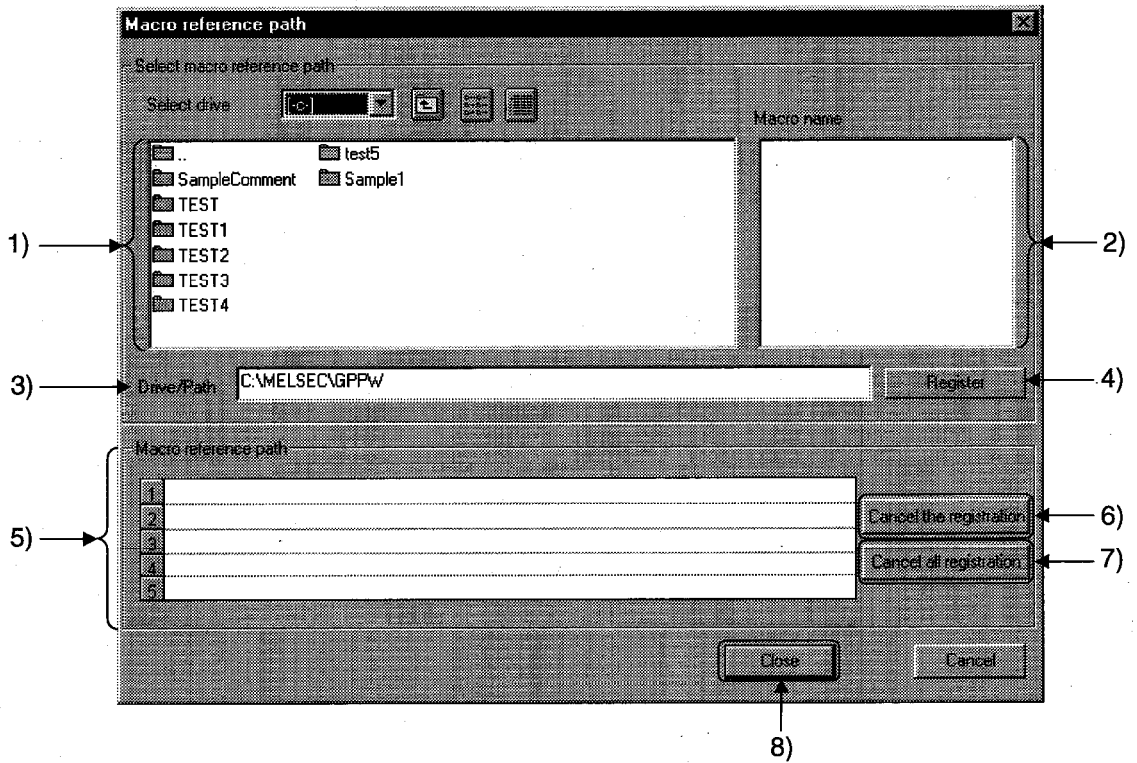 Macro reference path
Select macro reference path
Select drive [-c-]
Macro name
.. test5
SampleComment Sample1
TEST
1) TEST1 2)
TEST2
TEST3
TEST4
3) Drive/Path C:\MELSEC\GPPW Register 4)
Macro reference path
1
2 Cancel the registration 6)
5) 3
4 Cancel all registration 7)
5
Close Cancel
8)